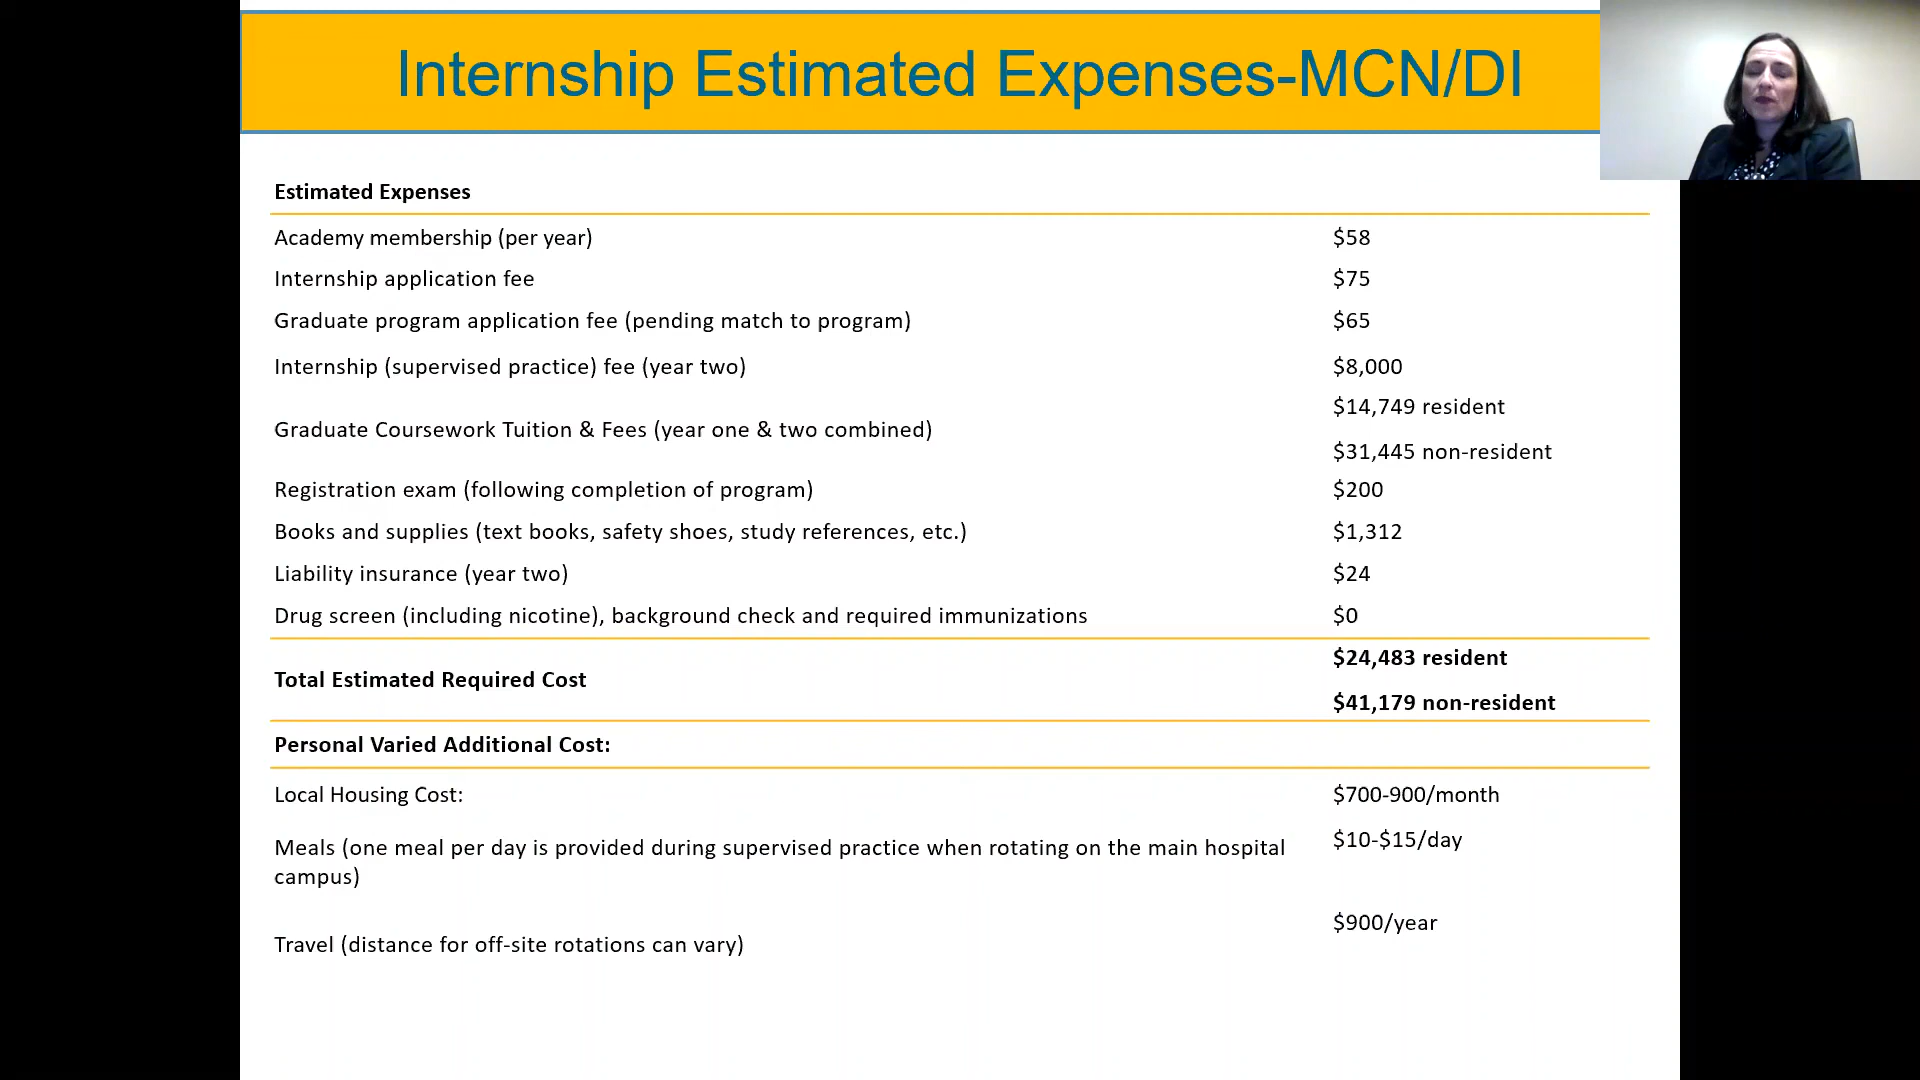 Internship Estimated Expenses-MCN/DI
Estimated Expenses
Academy membership (per year) $58
Internship application fee $75
Graduate program application fee (pending match to program) $65
Internship (supervised practice) fee (year two) $8,000
Graduate Coursework Tuition & Fees (year one & two combined) $14,749 resident
$31,445 non-resident
Registration exam (following completion of program) $200
Books and supplies (text books, safety shoes, study references, etc.) $1,312
Liability insurance (year two) $24
Drug screen (including nicotine), background check and required immunizations $0
Total Estimated Required Cost $24,483 resident
$41,179 non-resident
Personal Varied Additional Cost:
Local Housing Cost: $700-900/month
Meals (one meal per day is provided during supervised practice when rotating on the main hospital $10-$15/day
campus)
Travel (distance for off-site rotations can vary) $900/year